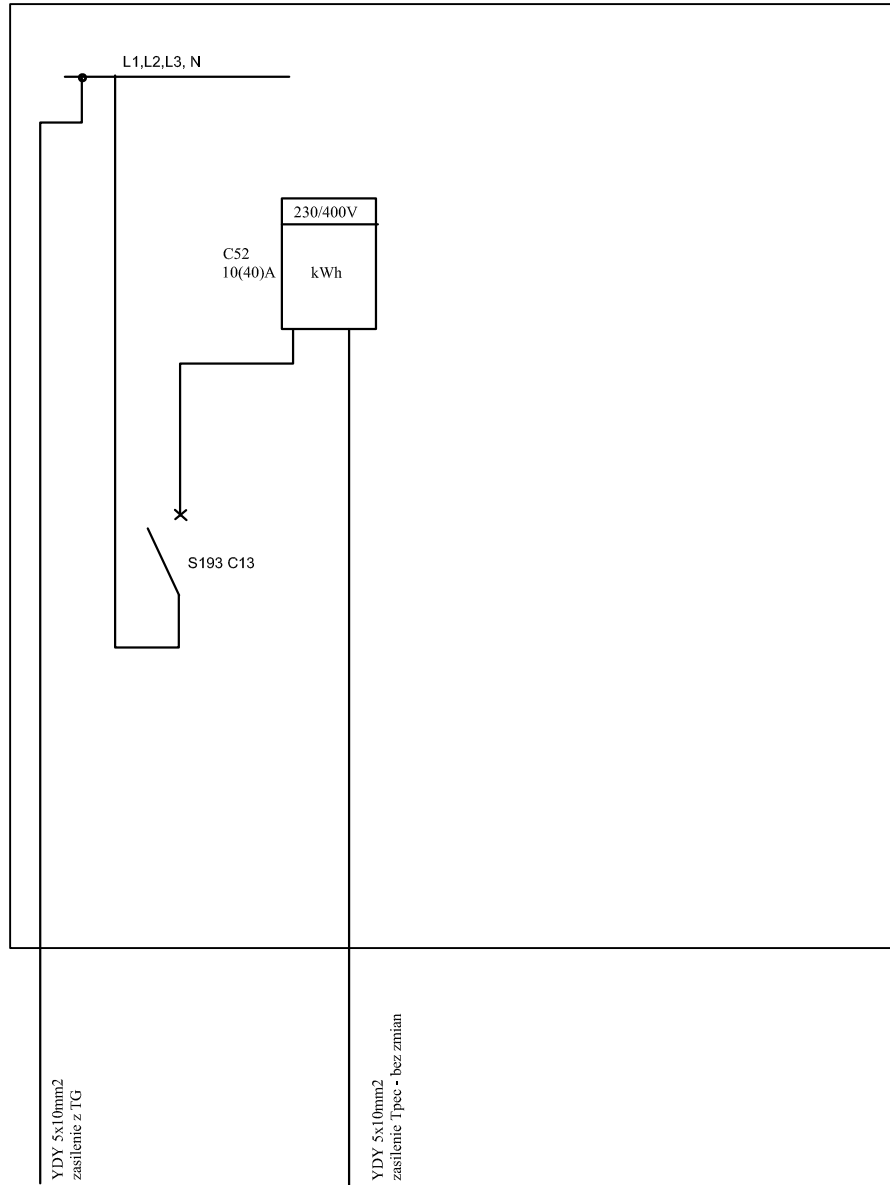 L1,L2,L3, N
230/400V
C52
10(40)A
kWh
S193 C13
YDY 5x10mm2
zasilenie z TG
YDY 5x10mm2
zasilenie Tpec - bez zmian